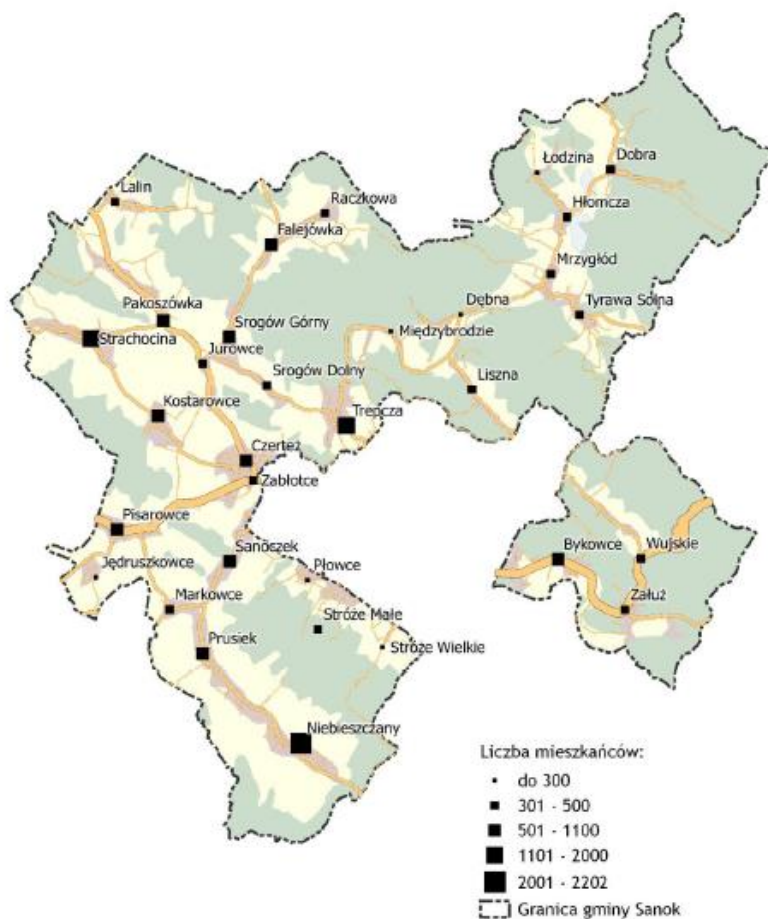 Łodzina
Dobra
Lalin
Raczkowa
Hłomcza
Falejówka
Mrzygłód
Dębna
Tyrawa Solna
Pakoszówka
Srogów Górny
Międzybrodzie
Strachocina
Jurowce
Srogów Dolny
Liszna
Kostarowce
Trepcza
Czerteż
Zabłotce
Pisarowce
Sanoczek
Płowce
Bykowce
Wujskie
Jędruszkowce
Markowce
Stróże Małe
Załuż
Prusiek
Stróże Wielkie
Niebieszczany
Liczba mieszkańców:
do 300
301 - 500
501 - 1100
1101 - 2000
2001 - 2202
Granica gminy Sanok